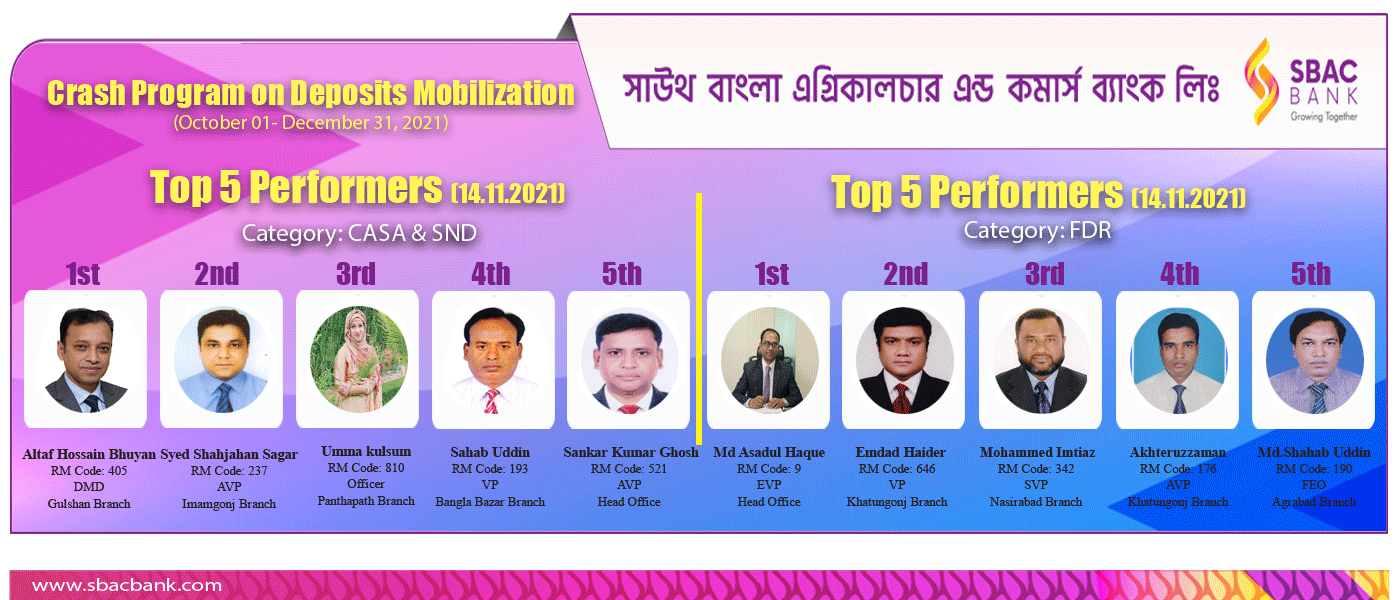 Crash Program on Deposits Mobilization
(October 01- December 31, 2021)
সাউথ বাংলা এগ্রিকালচার এন্ড কমার্স ব্যাংক লিঃ
SBAC
BANK
Growing Together
Top 5 Performers (14.11.2021)
Category: CASA & SND
1st 2nd 3rd 4th 5th
Altaf Hossain Bhuyan Syed Shahjahan Sagar Umma kulsum Sahab Uddin Sankar Kumar Ghosh
RM Code: 405 RM Code: 237 RM Code: 810 RM Code: 193 RM Code: 521
DMD AVP Officer VP AVP
Gulshan Branch Imamgonj Branch Panthapath Branch Bangla Bazar Branch Head Office
Top 5 Performers (14.11.2021)
Category: FDR
1st 2nd 3rd 4th 5th
Md Asadul Haque Emdad Haider Mohammed Imtiaz Akhteruzzaman Md.Shahab Uddin
RM Code: 9 RM Code: 646 RM Code: 342 RM Code: 176 RM Code: 190
EVP VP SVP AVP FEO
Head Office Khatungonj Branch Nasirabad Branch Khatungonj Branch Agrabad Branch
www.sbacbank.com